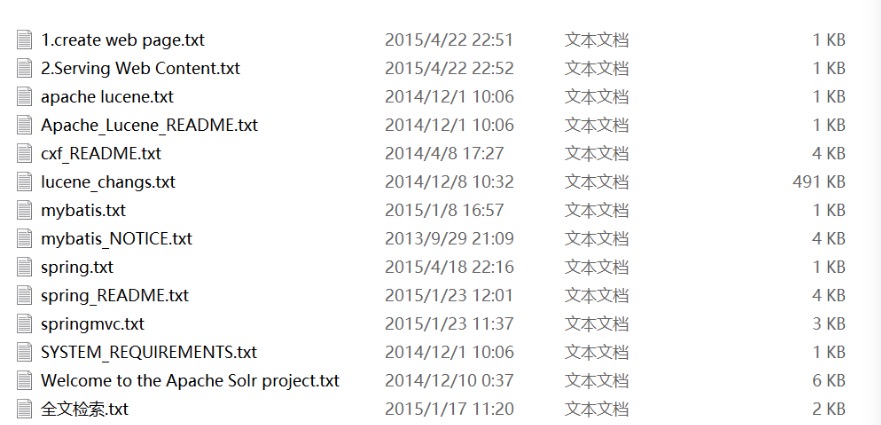 1.create web page.txt 2015/4/22 22:51 文本文档 1 KB
2.Serving Web Content.txt 2015/4/22 22:52 文本文档 1 KB
apache lucene.txt 2014/12/1 10:06 文本文档 1 KB
Apache_Lucene_README.txt 2014/12/1 10:06 文本文档 1 KB
cxf_README.txt 2014/4/8 17:27 文本文档 4 KB
lucene_changs.txt 2014/12/8 10:32 文本文档 491 KB
mybatis.txt 2015/1/8 16:57 文本文档 1 KB
mybatis_NOTICE.txt 2013/9/29 21:09 文本文档 4 KB
spring.txt 2015/4/18 22:16 文本文档 1 KB
spring_README.txt 2015/1/23 12:01 文本文档 4 KB
springmvc.txt 2015/1/23 11:37 文本文档 3 KB
SYSTEM_REQUIREMENTS.txt 2014/12/1 10:06 文本文档 1 KB
Welcome to the Apache Solr project.txt 2014/12/10 0:37 文本文档 6 KB
全文检索.txt 2015/1/17 11:20 文本文档 2 KB